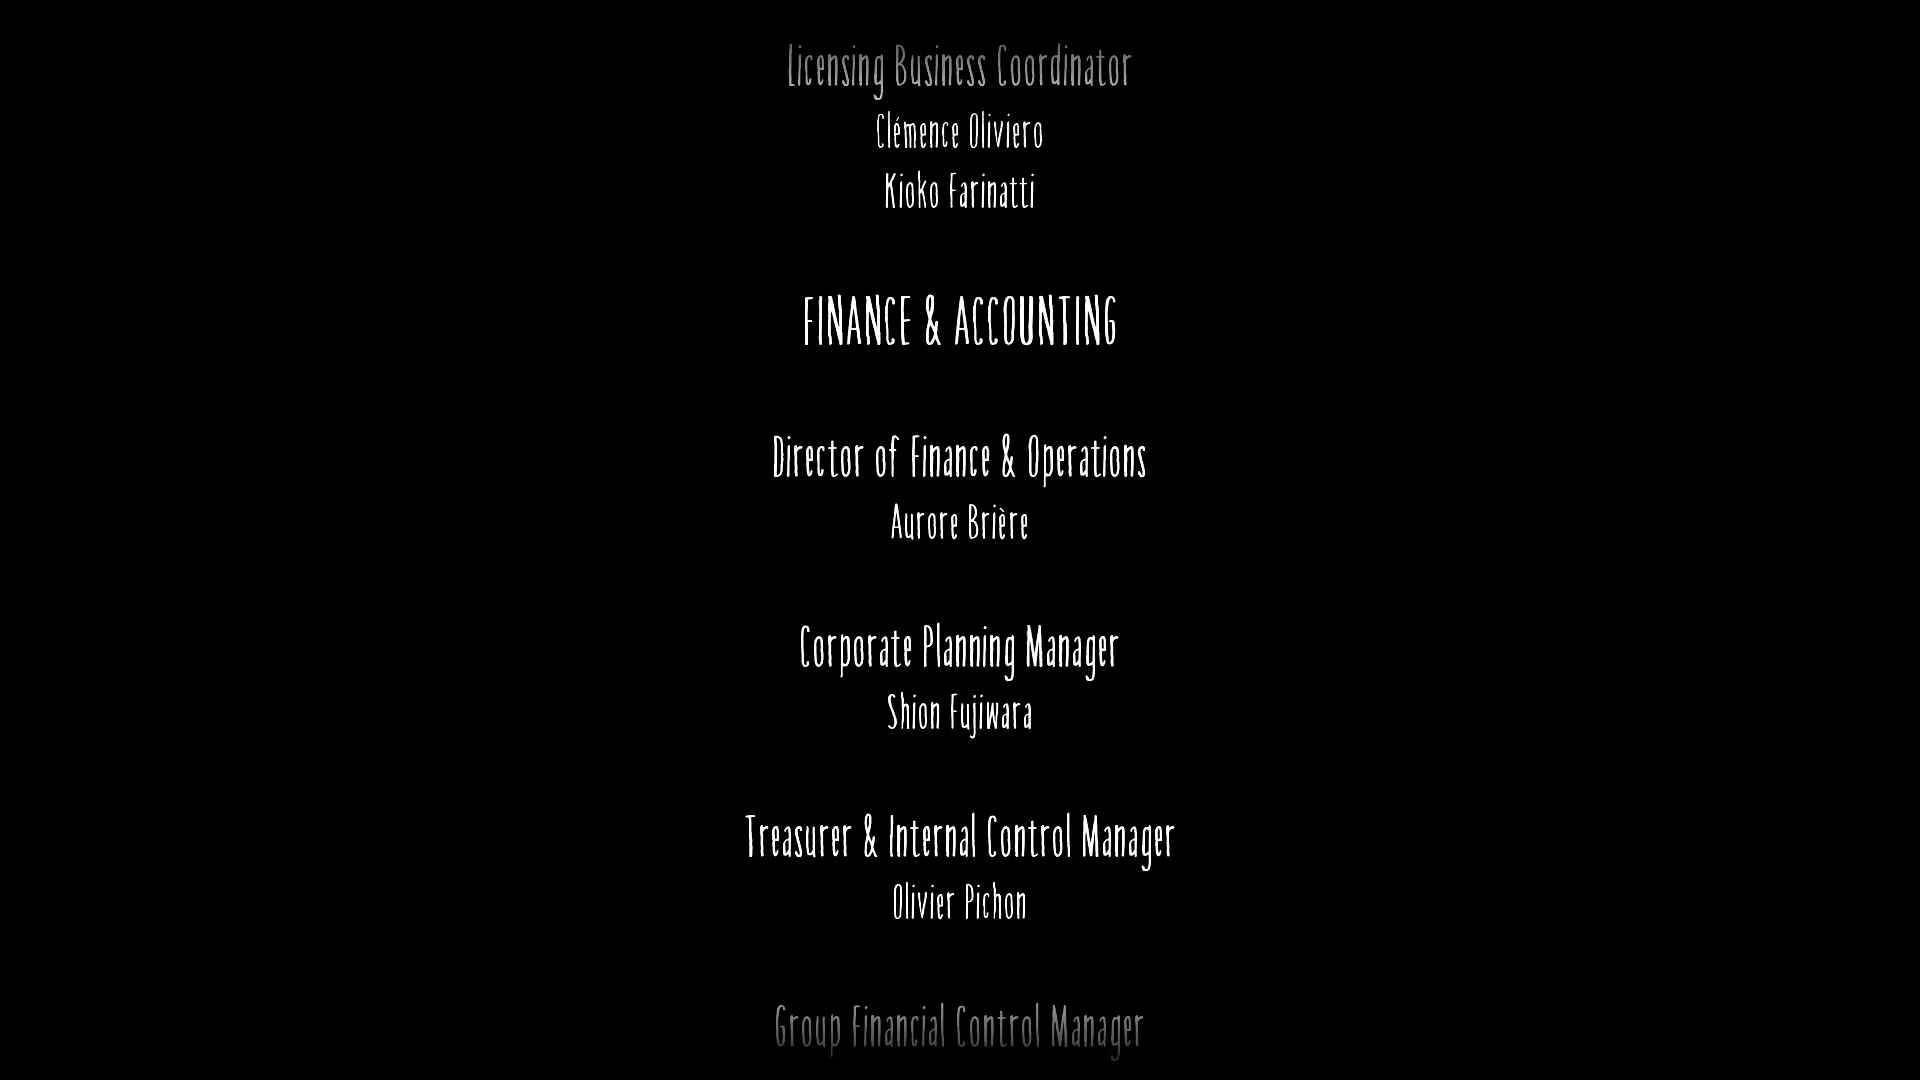 Licensing Business Coordinator
Clémence Oliviero
Kioko Farinatti
FINANCE & ACCOUNTING
Director of Finance & Operations
Aurore Brière
Corporate Planning Manager
Shion Fujiwara
Treasurer & Internal Control Manager
Olivier Pichon
Group Financial Control Manager